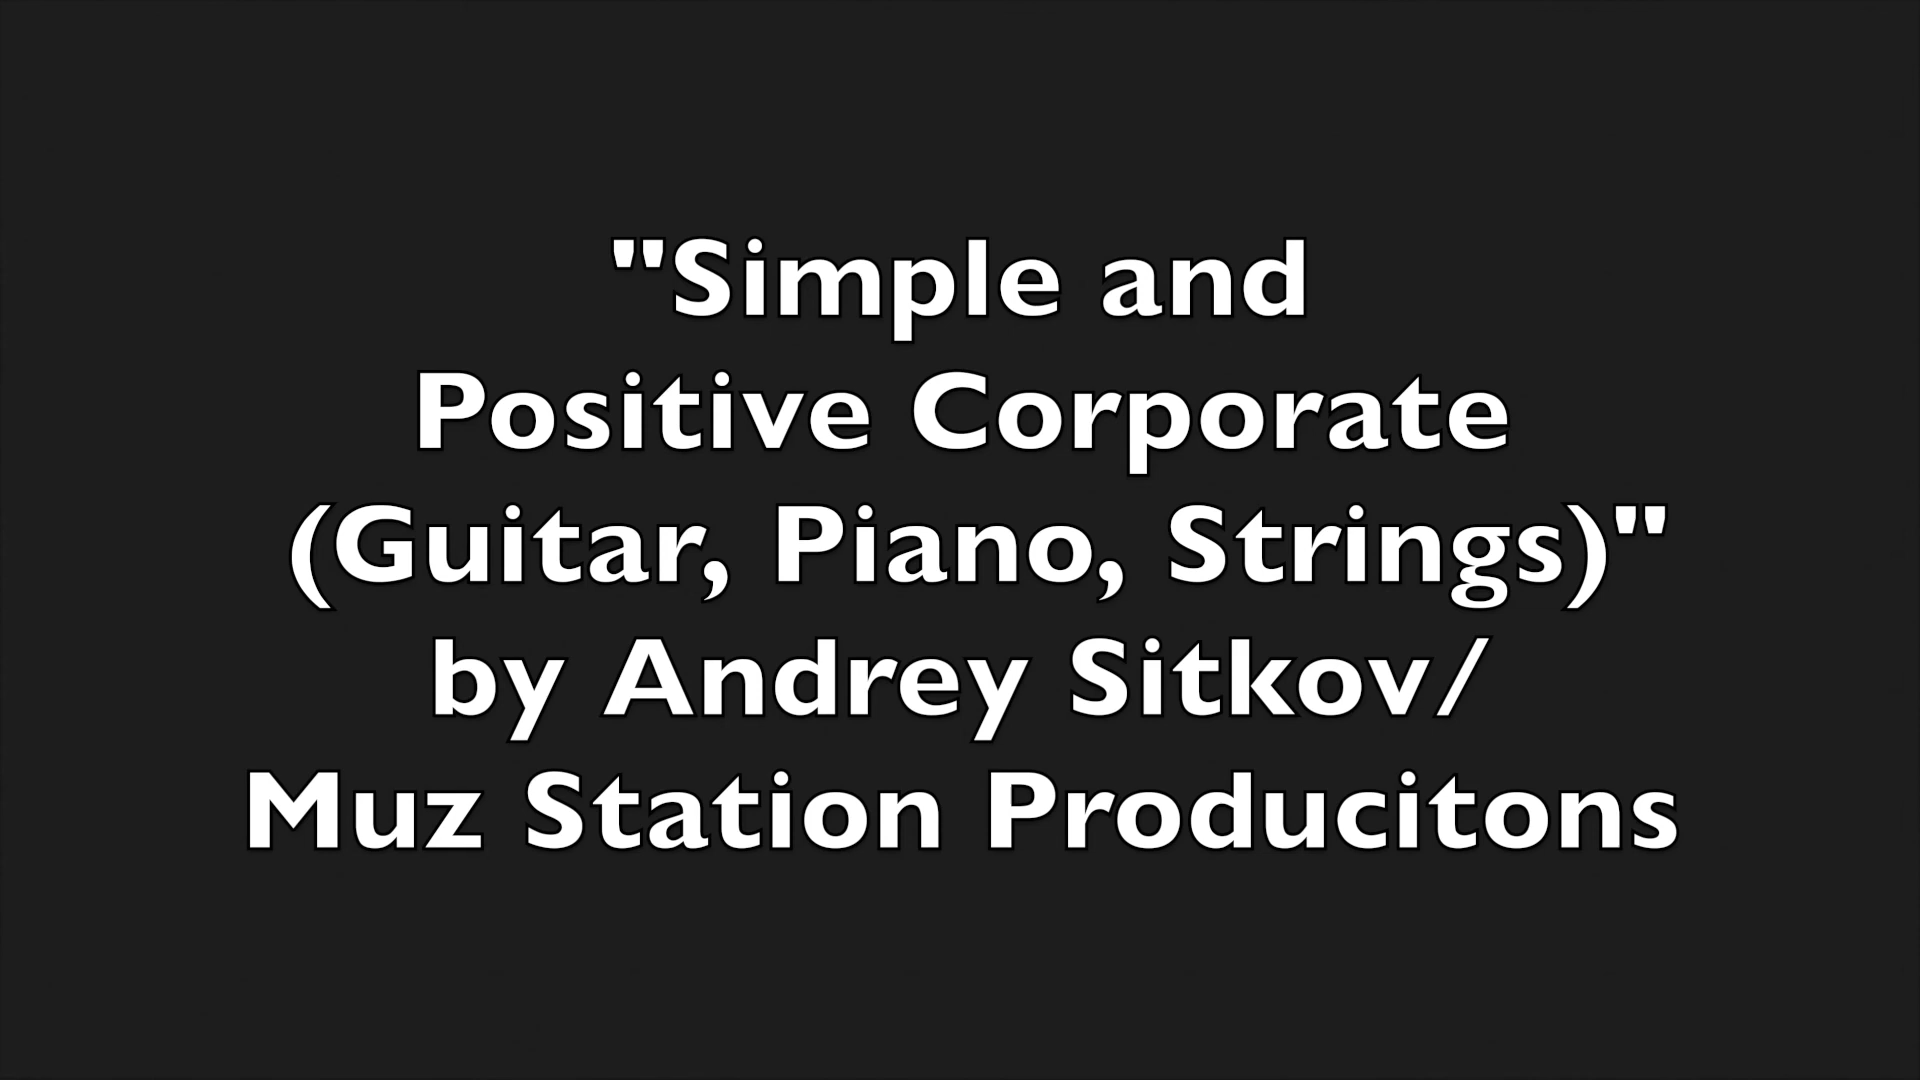 "Simple and
Positive Corporate
(Guitar, Piano, Strings)"
by Andrey Sitkov/
Muz Station Producitons